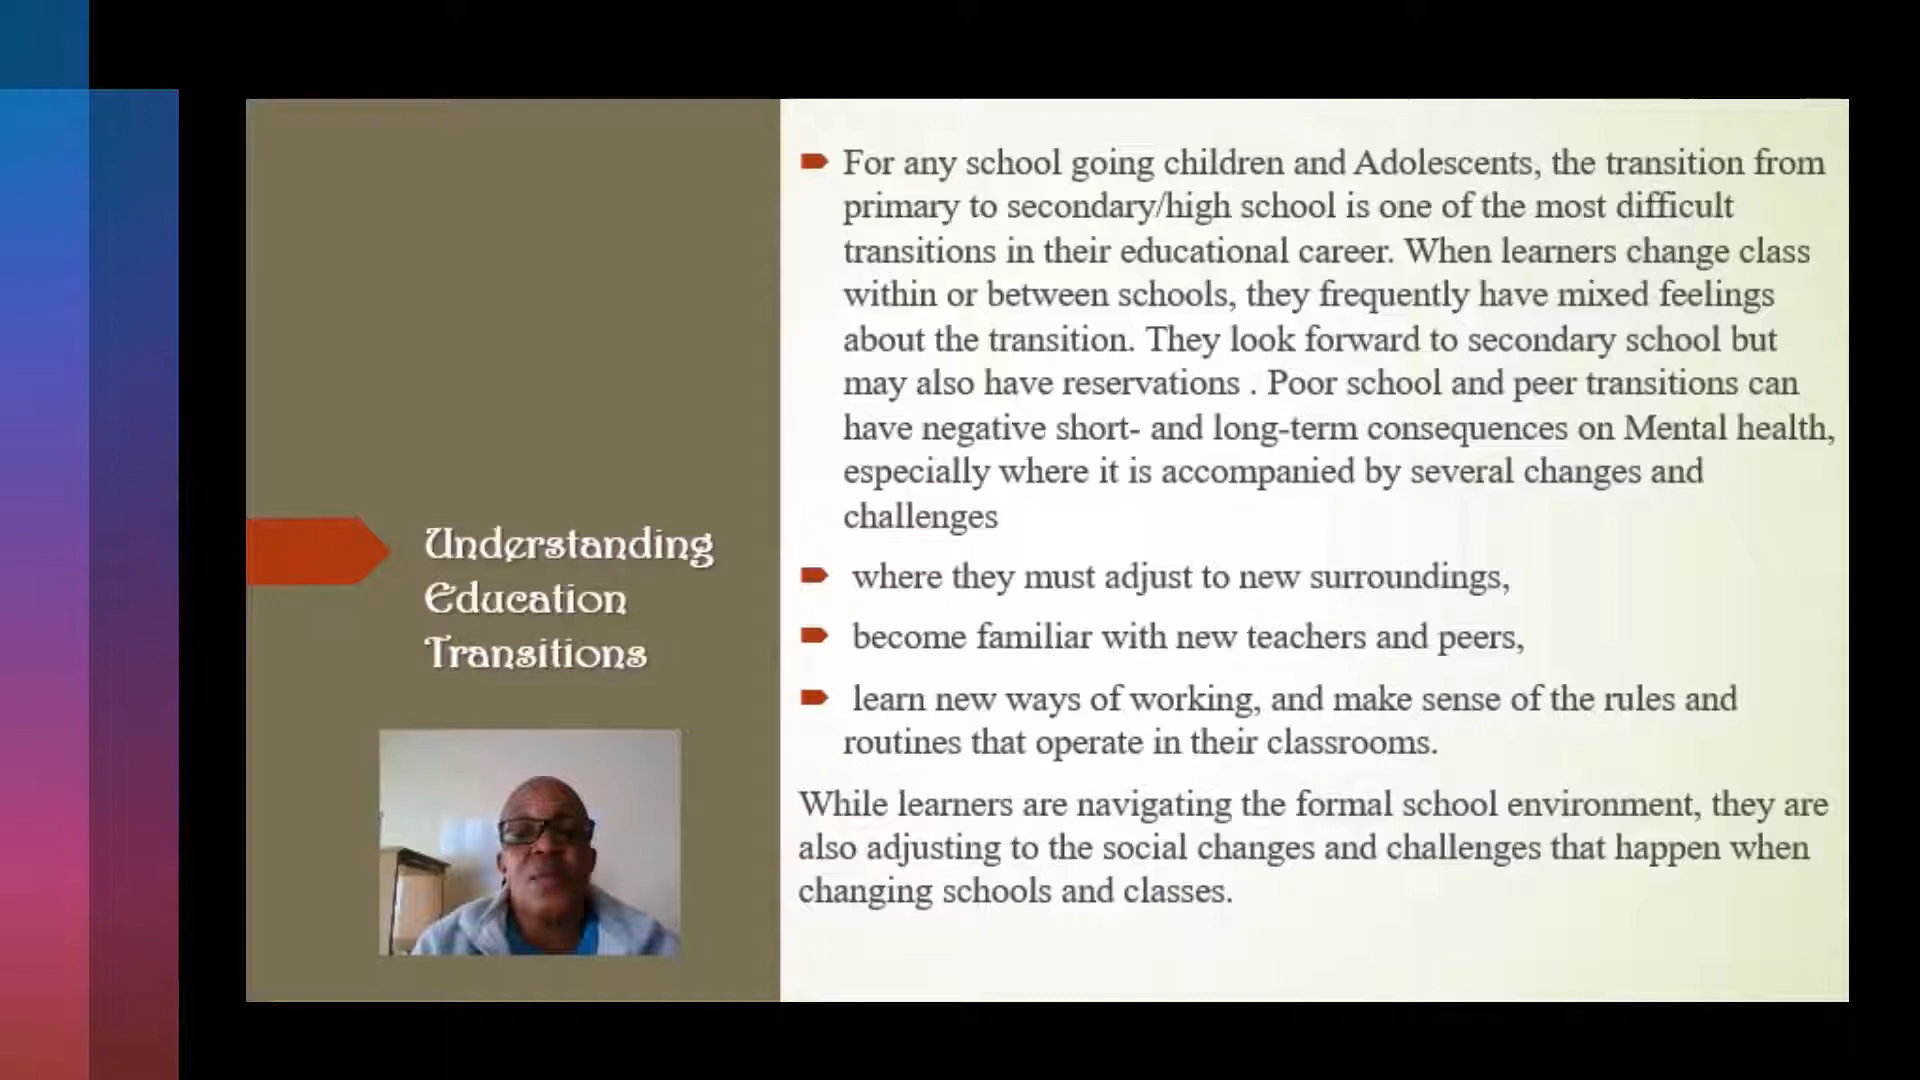 Understanding
Education
Transitions
For any school going children and Adolescents, the transition from
primary to secondary/high school is one of the most difficult
transitions in their educational career. When learners change class
within or between schools, they frequently have mixed feelings
about the transition. They look forward to secondary school but
may also have reservations . Poor school and peer transitions can
have negative short- and long-term consequences on Mental health,
especially where it is accompanied by several changes and
challenges
where they must adjust to new surroundings,
become familiar with new teachers and peers,
learn new ways of working, and make sense of the rules and
routines that operate in their classrooms.
While learners are navigating the formal school environment, they are
also adjusting to the social changes and challenges that happen when
changing schools and classes.